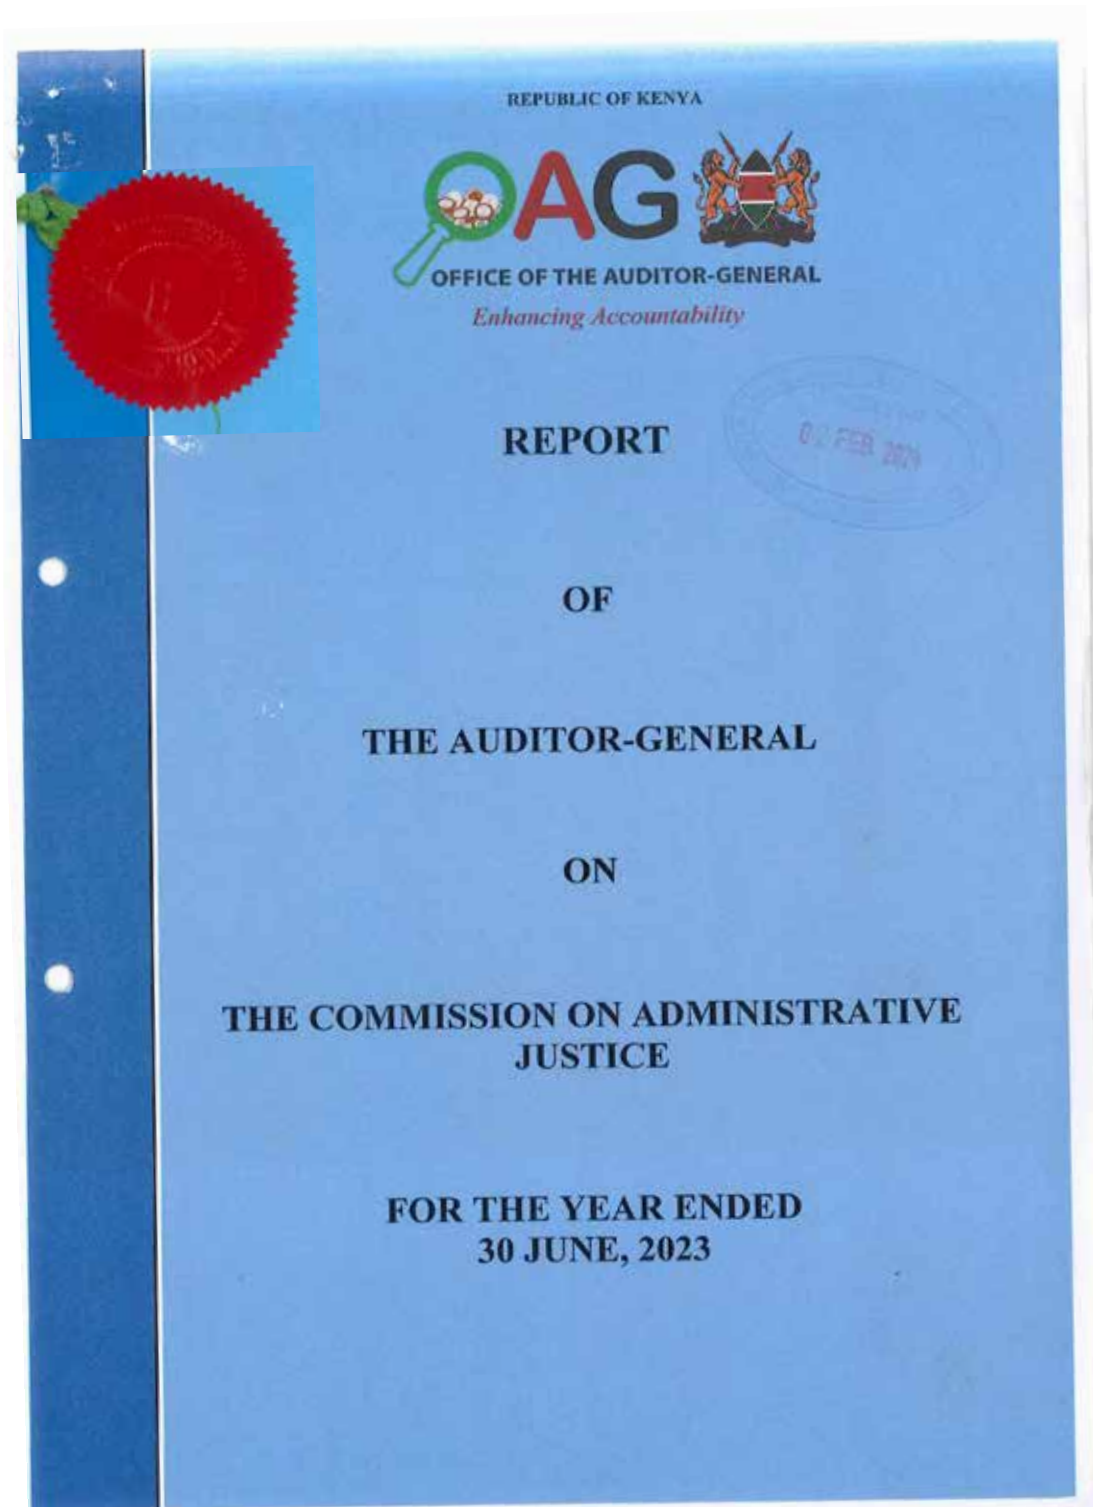 REPUBLIC OF KENYA
OAG
OFFICE OF THE AUDITOR-GENERAL
Enhancing Accountability
REPORT
FEB
OF
THE AUDITOR-GENERAL
ON
THE COMMISSION ON ADMINISTRATIVE
JUSTICE
FOR THE YEAR ENDED
30 JUNE, 2023